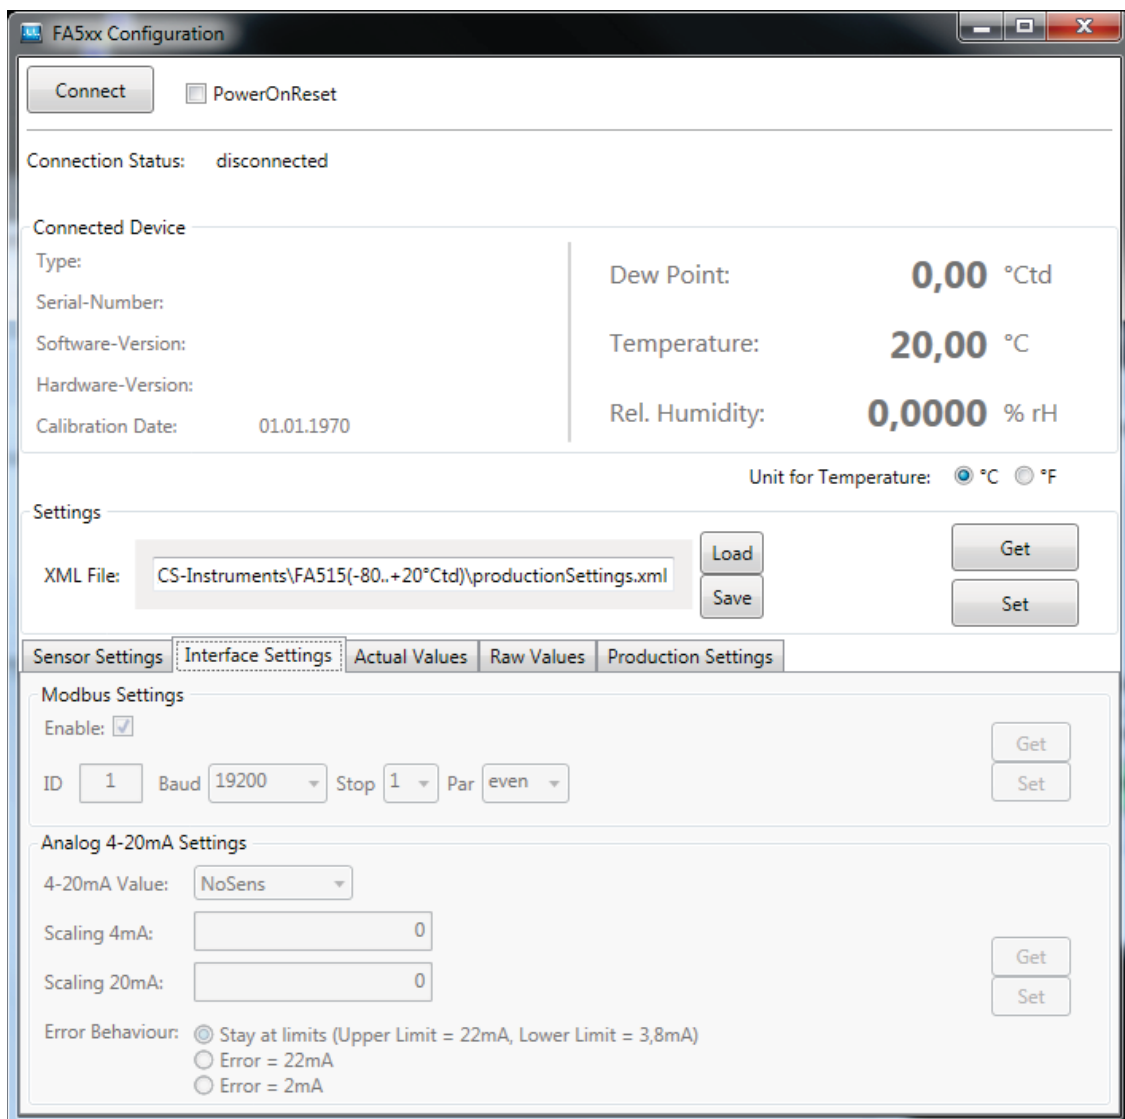 FA5xx Configuration
Connect PowerOnReset
Connection Status: disconnected
Connected Device
Type:
Serial-Number:
Software-Version:
Hardware-Version:
Calibration Date: 01.01.1970
Dew Point: 0,00 °Ctd
Temperature: 20,00 °C
Rel. Humidity: 0,0000 % rH
Unit for Temperature: °C °F
Settings
XML File: CS-Instruments\FA515(-80..+20°Ctd)\productionSettings.xml
Load
Save
Get
Set
Sensor Settings Interface Settings Actual Values Raw Values Production Settings
Modbus Settings
Enable:
ID 1 Baud 19200 Stop 1 Par even
Get
Set
Analog 4-20mA Settings
4-20mA Value: NoSens
Scaling 4mA: 0
Scaling 20mA: 0
Get
Set
Error Behaviour: Stay at limits (Upper Limit = 22mA, Lower Limit = 3,8mA)
Error = 22mA
Error = 2mA